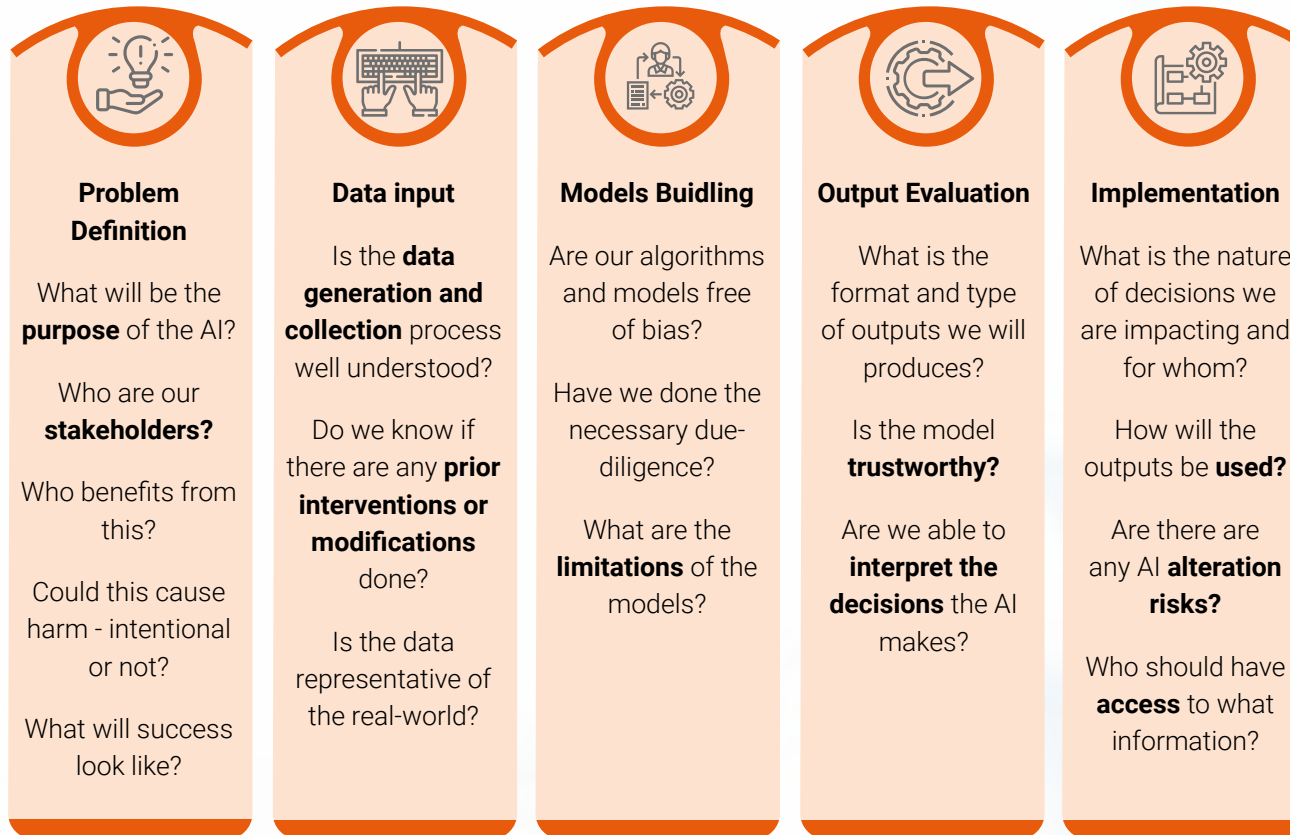 Problem
Definition
What will be the
purpose of the AI?
Who are our
stakeholders?
Who benefits from
this?
Could this cause
harm - intentional
or not?
What will success
look like?
Data input
Is the data
generation and
collection process
well understood?
Do we know if
there are any prior
interventions or
modifications
done?
Is the data
representative of
the real-world?
Models Buidling
Are our algorithms
and models free
of bias?
Have we done the
necessary due-
diligence?
What are the
limitations of the
models?
Output Evaluation
What is the
format and type
of outputs we will
produces?
Is the model
trustworthy?
Are we able to
interpret the
decisions the AI
makes?
Implementation
What is the nature
of decisions we
are impacting and
for whom?
How will the
outputs be used?
Are there are
any AI alteration
risks?
Who should have
access to what
information?